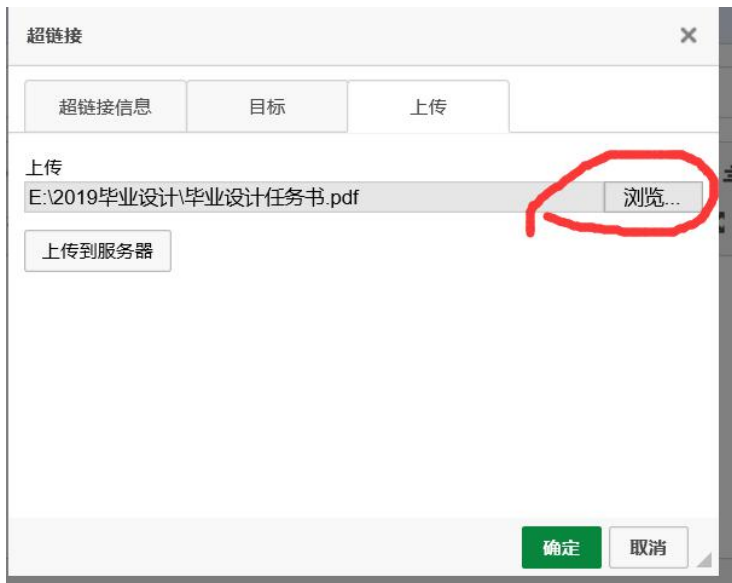 超链接
超链接信息 目标 上传
上传
E:\2019毕业设计\毕业设计任务书.pdf 浏览...
上传到服务器
确定 取消